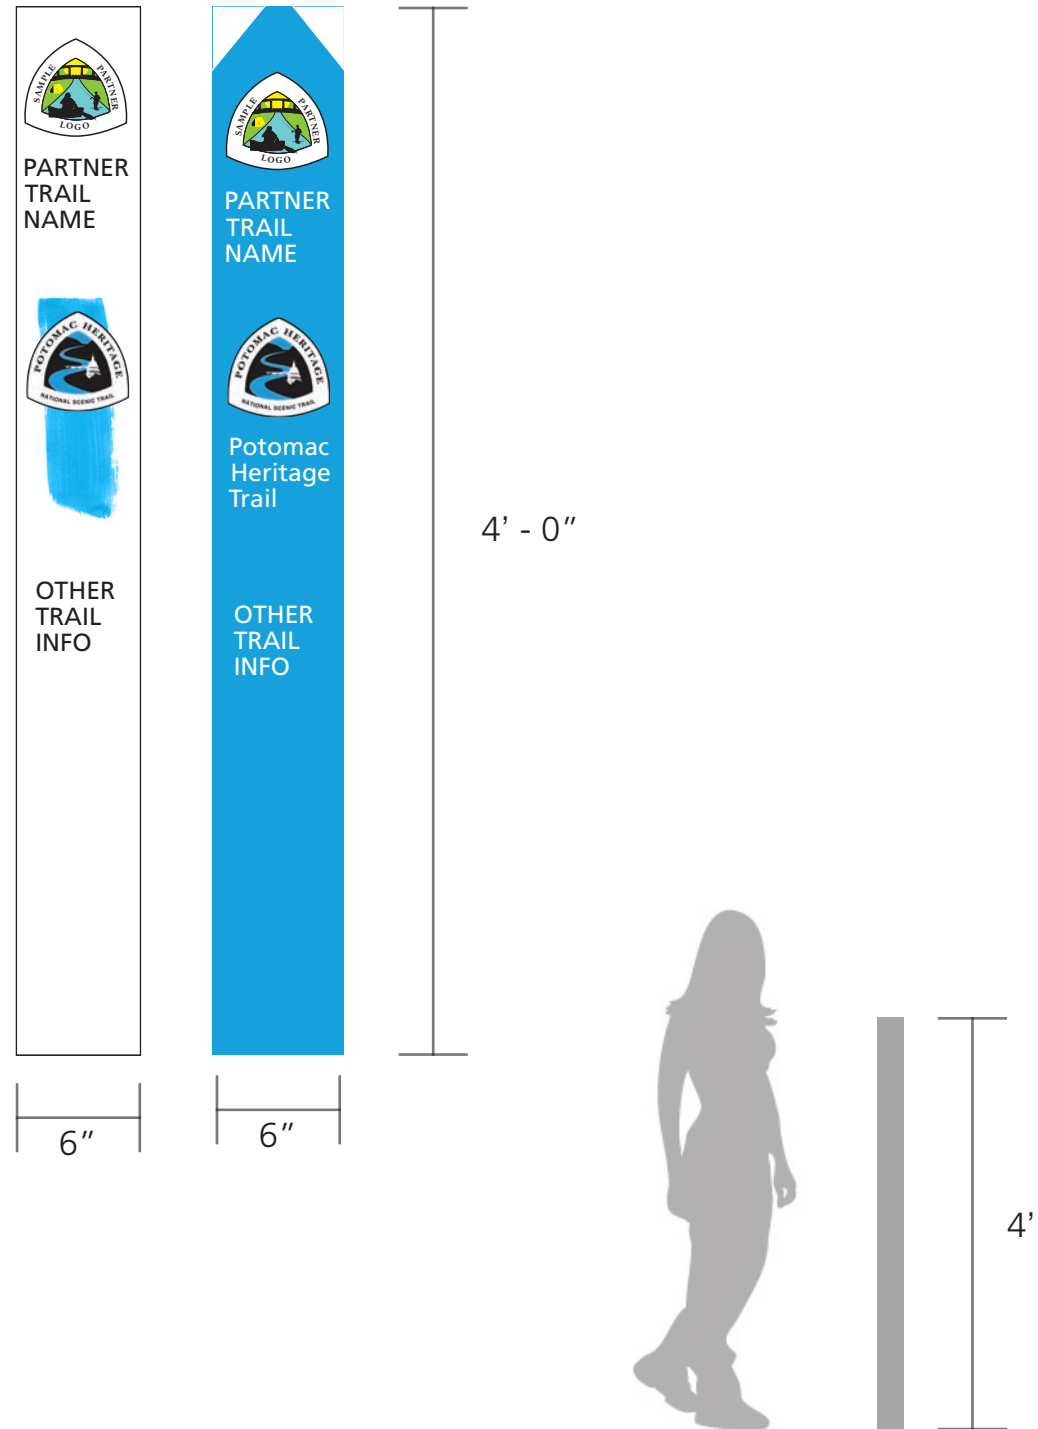 SAMPLE PARTNER
LOGO
PARTNER
TRAIL
NAME
POTOMAC HERITAGE
NATIONAL SCENIC TRAIL
OTHER
TRAIL
INFO
6”
SAMPLE PARTNER
LOGO
PARTNER
TRAIL
NAME
POTOMAC HERITAGE
NATIONAL SCENIC TRAIL
Potomac
Heritage
Trail
OTHER
TRAIL
INFO
6”
4’ - 0”
4’